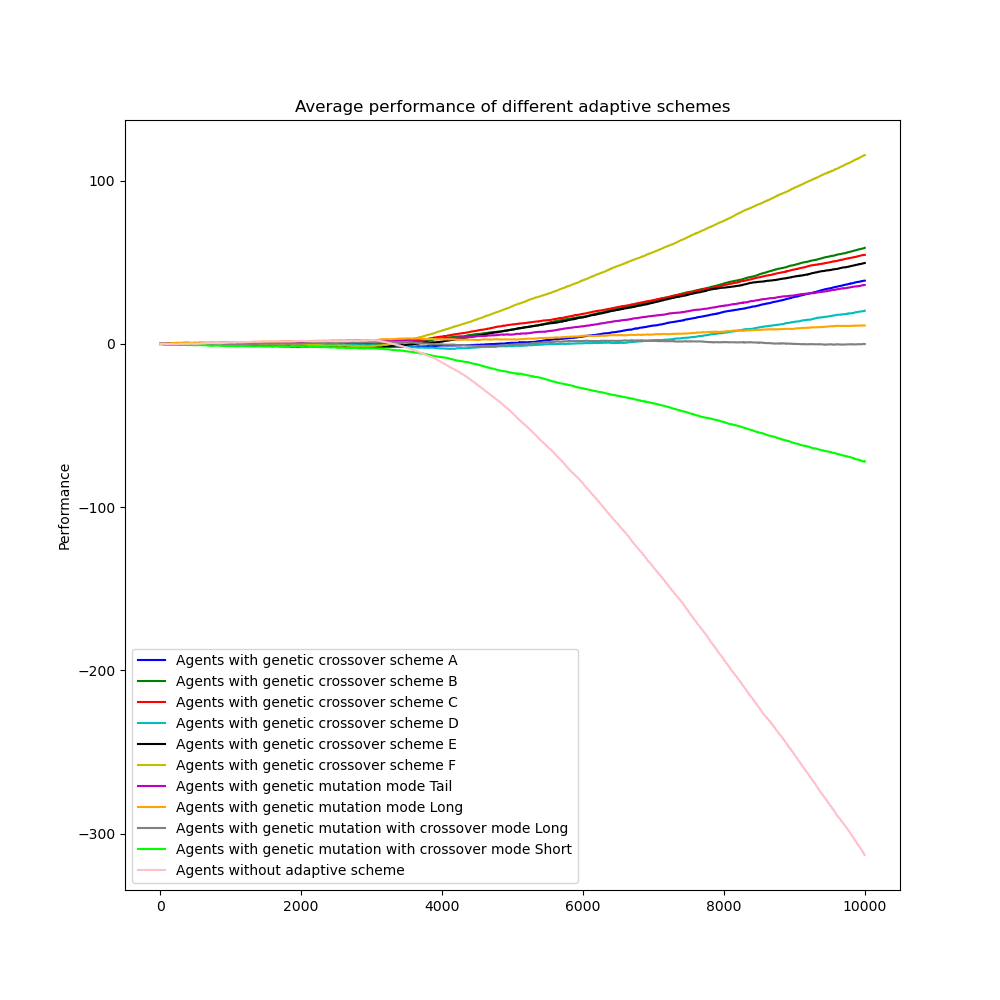 Average performance of different adaptive schemes
100
0
−100
−200
−300
Performance
Agents with genetic crossover scheme A
Agents with genetic crossover scheme B
Agents with genetic crossover scheme C
Agents with genetic crossover scheme D
Agents with genetic crossover scheme E
Agents with genetic crossover scheme F
Agents with genetic mutation mode Tail
Agents with genetic mutation mode Long
Agents with genetic mutation with crossover mode Long
Agents with genetic mutation with crossover mode Short
Agents without adaptive scheme
0 2000 4000 6000 8000 10000